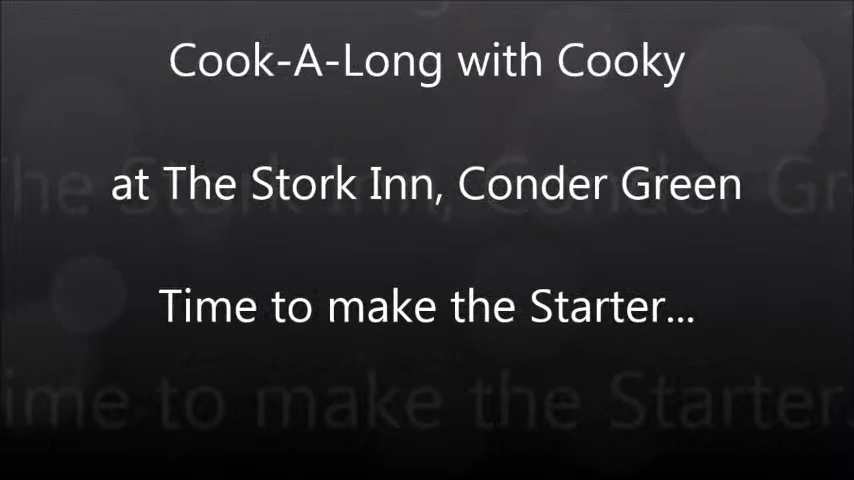 Cook-A-Long with Cooky
at The Stork Inn, Conder Green
Time to make the Starter...